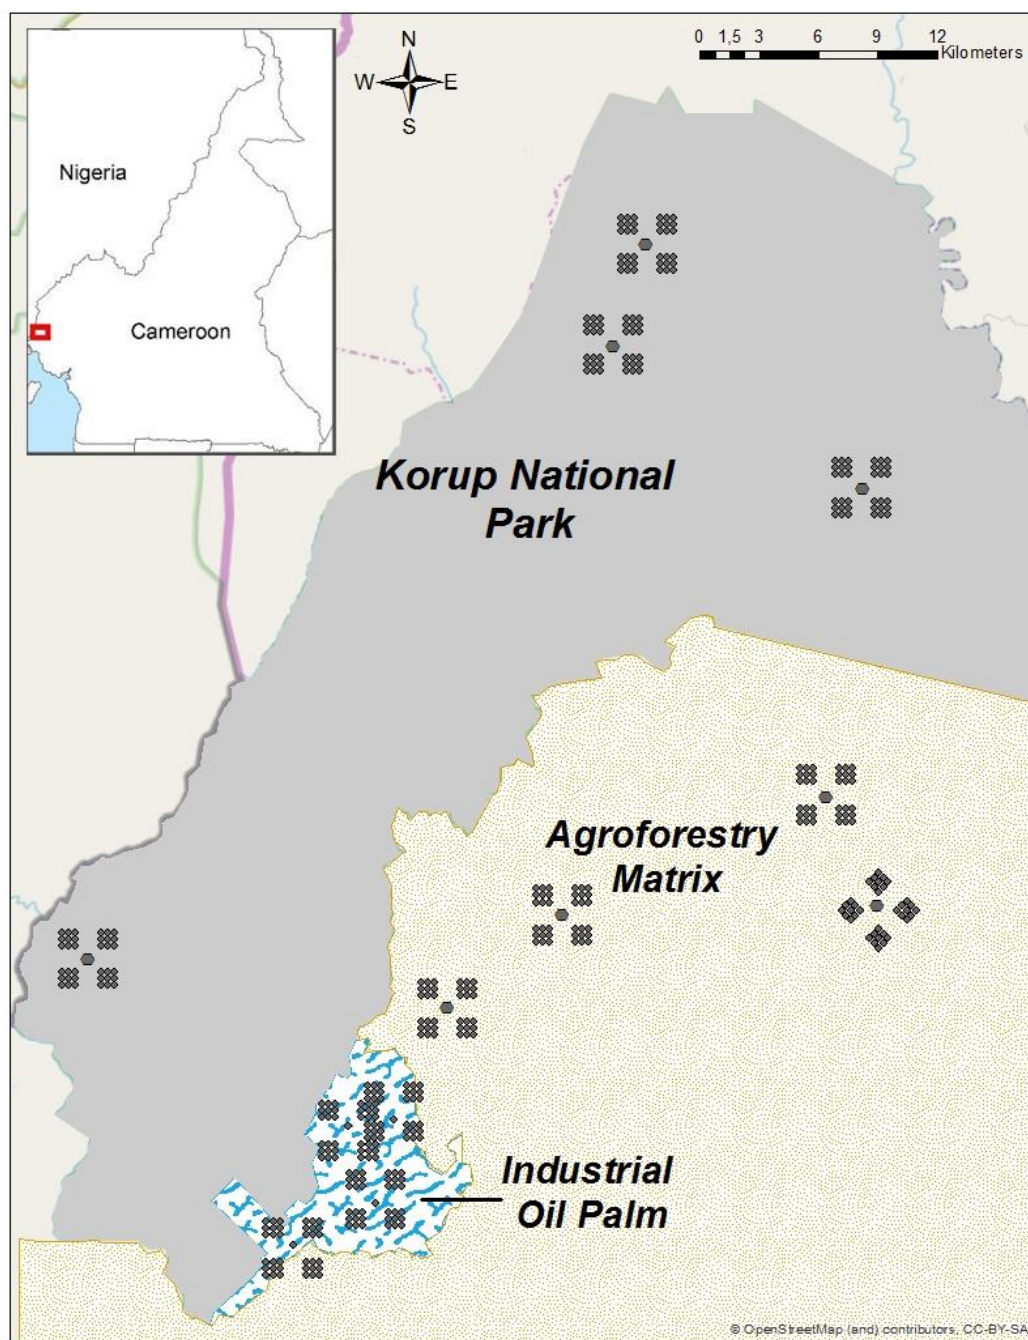 N
W E
S
0 1,5 3 6 9 12
Kilometers
Nigeria
Cameroon
Korup National
Park
Agroforestry
Matrix
Industrial
Oil Palm
© OpenStreetMap (and) contributors, CC-BY-SA